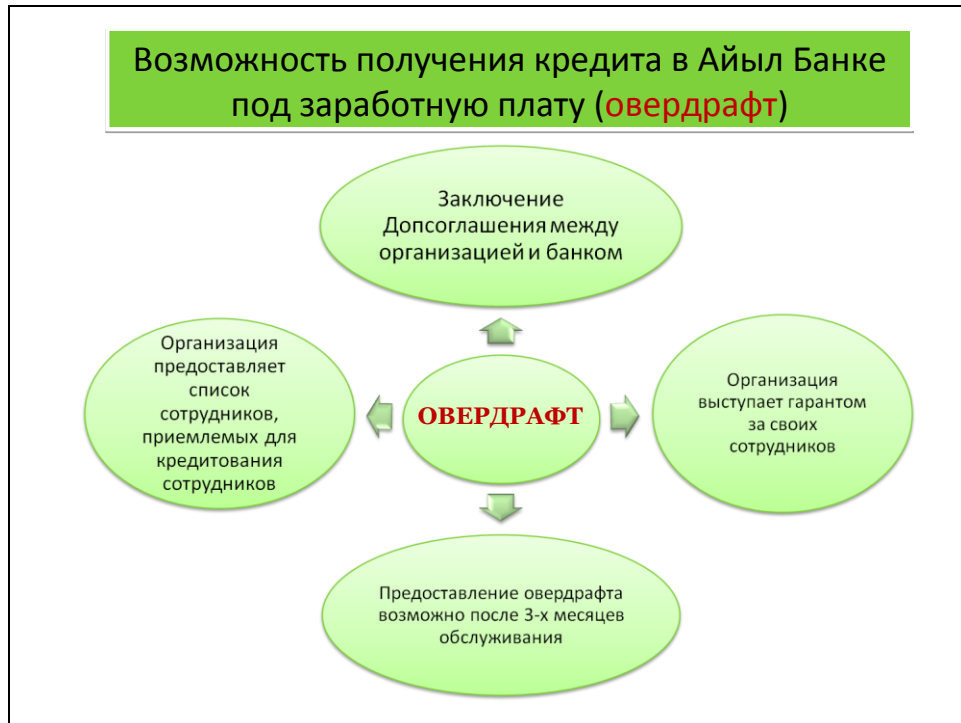 Возможность получения кредита в Айыл Банке
под заработную плату (овердрафт)
Заключение
Допсоглашения между
организацией и банком
Организация
предоставляет
список
сотрудников,
приемлемых для
кредитования
сотрудников
ОВЕРДРАФТ
Организация
выступает гарантом
за своих
сотрудников
Предоставление овердрафта
возможно после 3-х месяцев
обслуживания